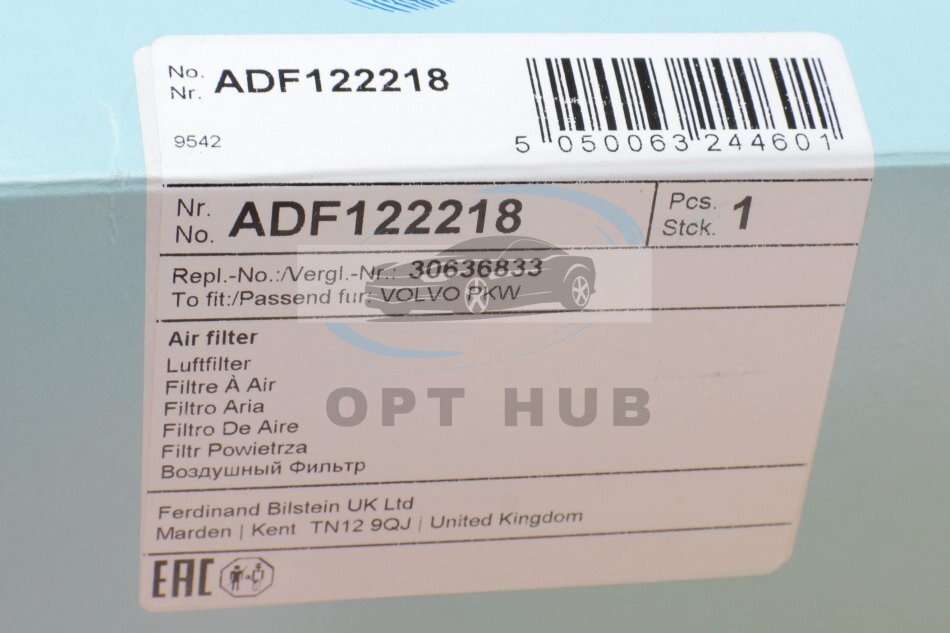 No.
Nr. ADF122218
9542
5 050063 244601
Nr.
No. ADF122218
Pcs.
Stck. 1
Repl.-No.:/Vergl.-Nr.: 30636833
To fit:/Passend fur: VOLVO PKW
Air filter
Luftfilter
Filtre À Air
Filtro Aria
Filtro De Aire
Filtr Powietrza
Воздушный Фильтр
OPT HUB
Ferdinand Bilstein UK Ltd
Marden | Kent TN12 9QJ | United Kingdom
EAC